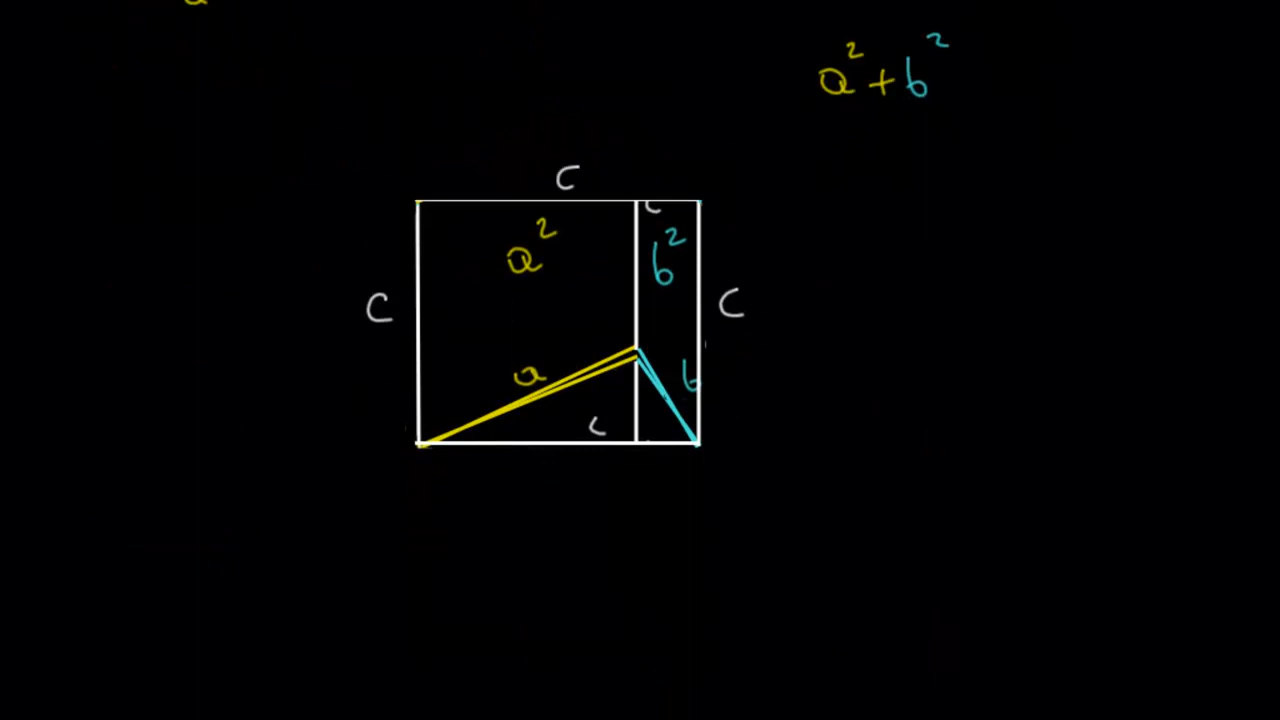 a² + b²
C
c
a² b²
C C
a b
c